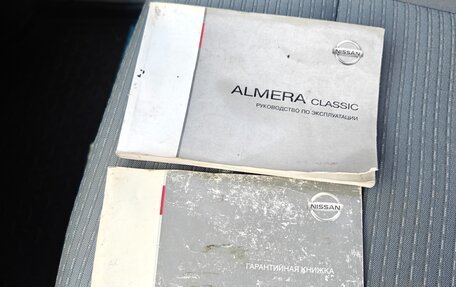 NISSAN
ALMERA CLASSIC
РУКОВОДСТВО ПО ЭКСПЛУАТАЦИИ
NISSAN
ГАРАНТИЙНАЯ КНИЖКА